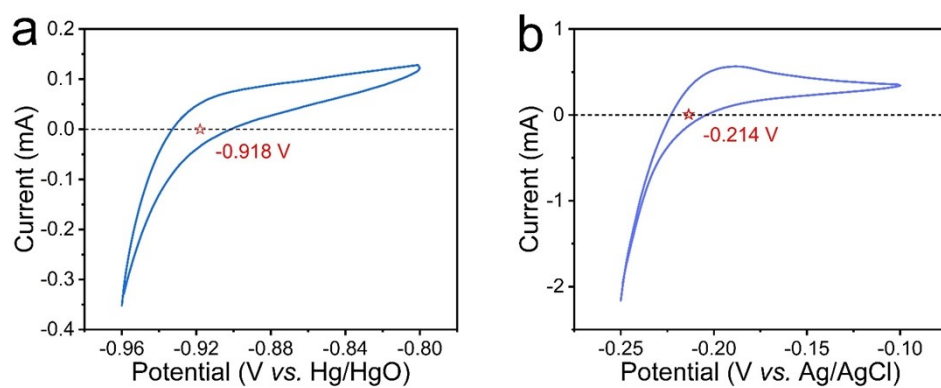 a
Current (mA)
0.2
0.1
0.0
-0.1
-0.2
-0.3
-0.4
-0.918 V
-0.96 -0.92 -0.88 -0.84 -0.80
Potential (V vs. Hg/HgO)
b
Current (mA)
1
0
-1
-2
-0.214 V
-0.25 -0.20 -0.15 -0.10
Potential (V vs. Ag/AgCl)